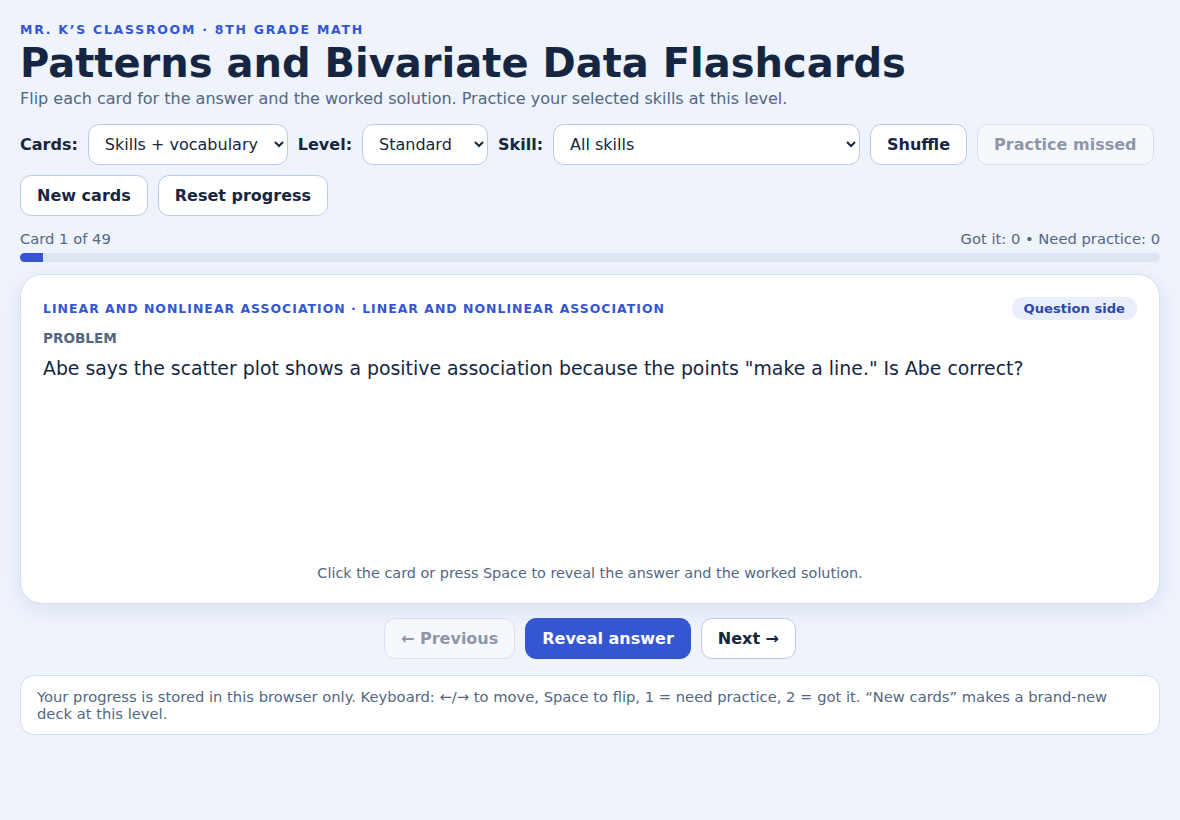 MR. K’S CLASSROOM · 8TH GRADE MATH
Patterns and Bivariate Data Flashcards
Flip each card for the answer and the worked solution. Practice your selected skills at this level.
Cards: Skills + vocabulary Level: Standard Skill: All skills Shuffle Practice missed
New cards Reset progress
Card 1 of 49 Got it: 0 • Need practice: 0
LINEAR AND NONLINEAR ASSOCIATION · LINEAR AND NONLINEAR ASSOCIATION Question side
PROBLEM
Abe says the scatter plot shows a positive association because the points "make a line." Is Abe correct?
Click the card or press Space to reveal the answer and the worked solution.
← Previous Reveal answer Next →
Your progress is stored in this browser only. Keyboard: ←/→ to move, Space to flip, 1 = need practice, 2 = got it. “New cards” makes a brand-new
deck at this level.